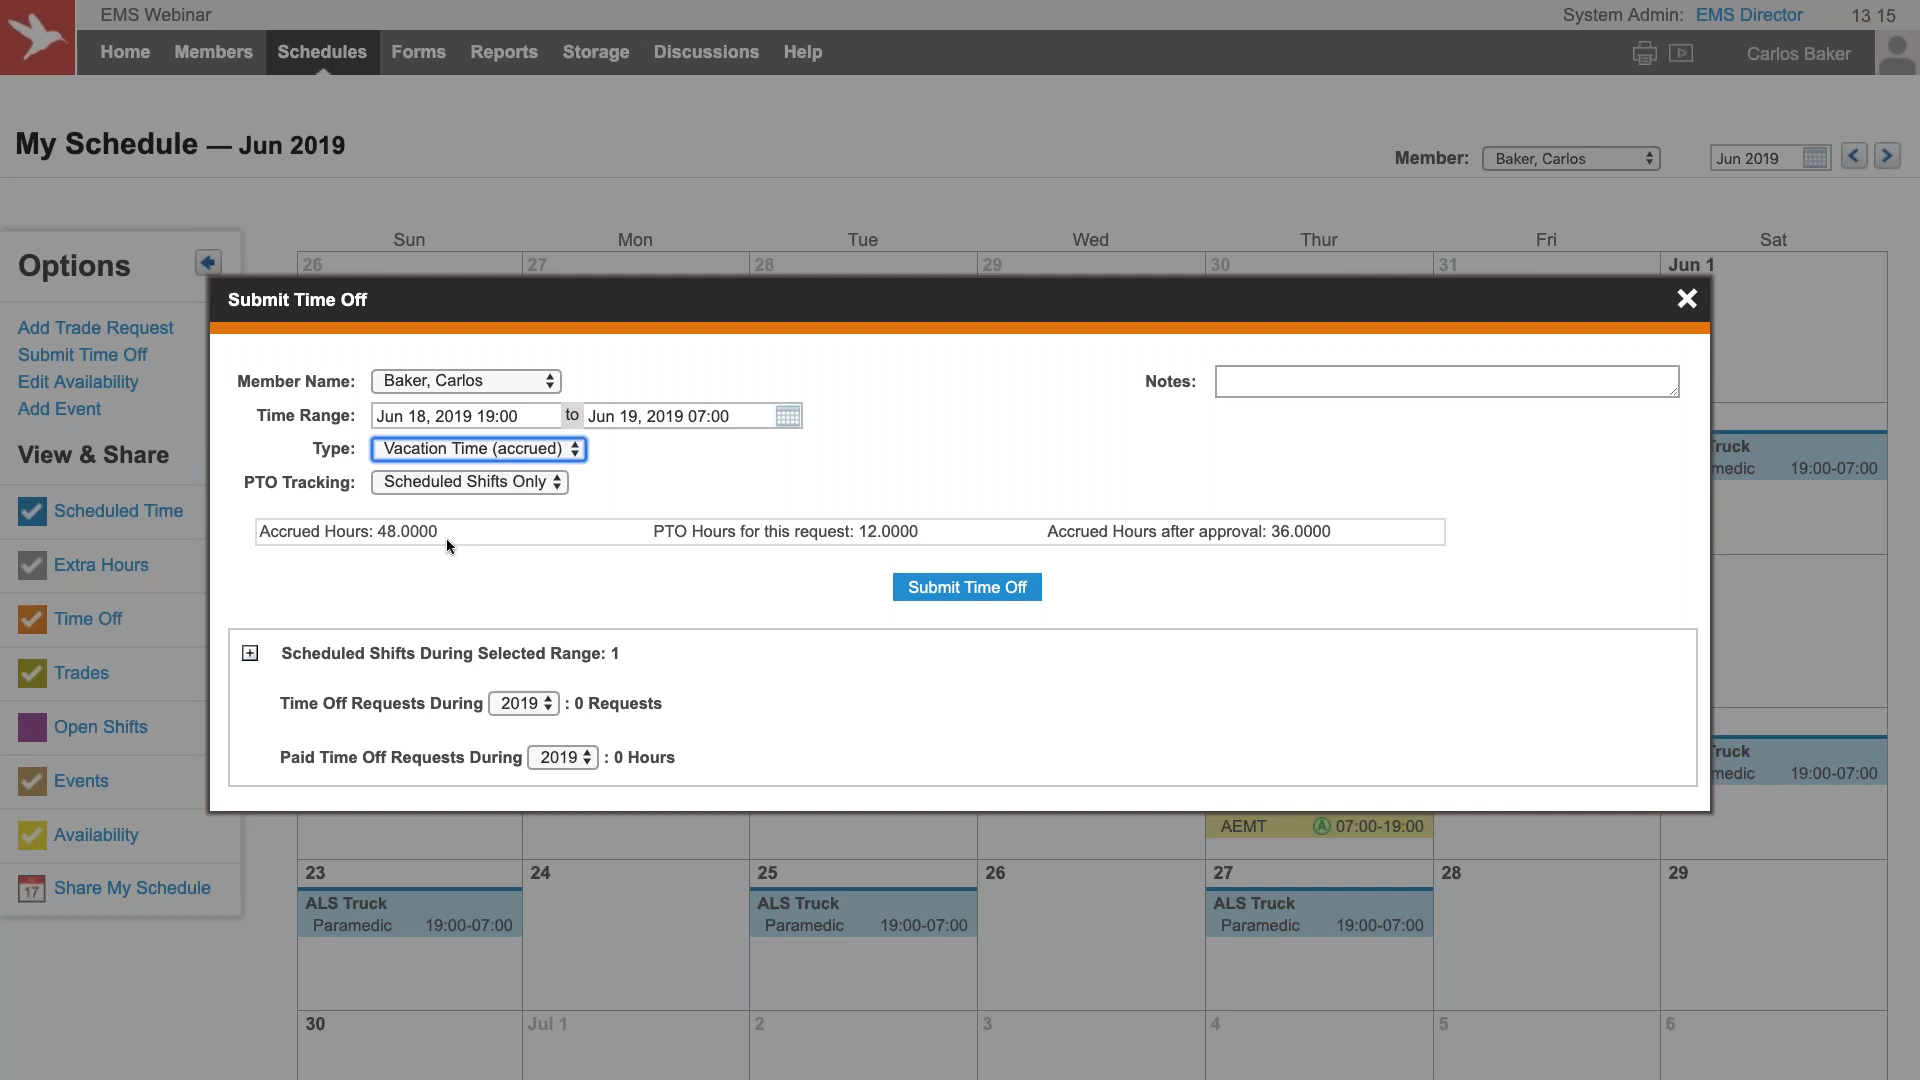 EMS Webinar
System Admin: EMS Director 13 15
Home Members Schedules Forms Reports Storage Discussions Help
Carlos Baker
My Schedule — Jun 2019
Member: Baker, Carlos
Jun 2019
Sun Mon Tue Wed Thur Fri Sat
26 27 28 29 30 31 Jun 1
Options
Add Trade Request
Submit Time Off
Edit Availability
Add Event
View & Share
Scheduled Time
Extra Hours
Time Off
Trades
Open Shifts
Events
Availability
17 Share My Schedule
Submit Time Off
Member Name: Baker, Carlos
Notes:
Time Range: Jun 18, 2019 19:00 to Jun 19, 2019 07:00
Type: Vacation Time (accrued)
PTO Tracking: Scheduled Shifts Only
Accrued Hours: 48.0000 PTO Hours for this request: 12.0000 Accrued Hours after approval: 36.0000
Submit Time Off
Scheduled Shifts During Selected Range: 1
Time Off Requests During 2019 : 0 Requests
Paid Time Off Requests During 2019 : 0 Hours
ruck
medic 19:00-07:00
ruck
medic 19:00-07:00
AEMT A 07:00-19:00
23 24 25 26 27 28 29
ALS Truck ALS Truck ALS Truck
Paramedic 19:00-07:00 Paramedic 19:00-07:00 Paramedic 19:00-07:00
30 Jul 1 2 3 4 5 6